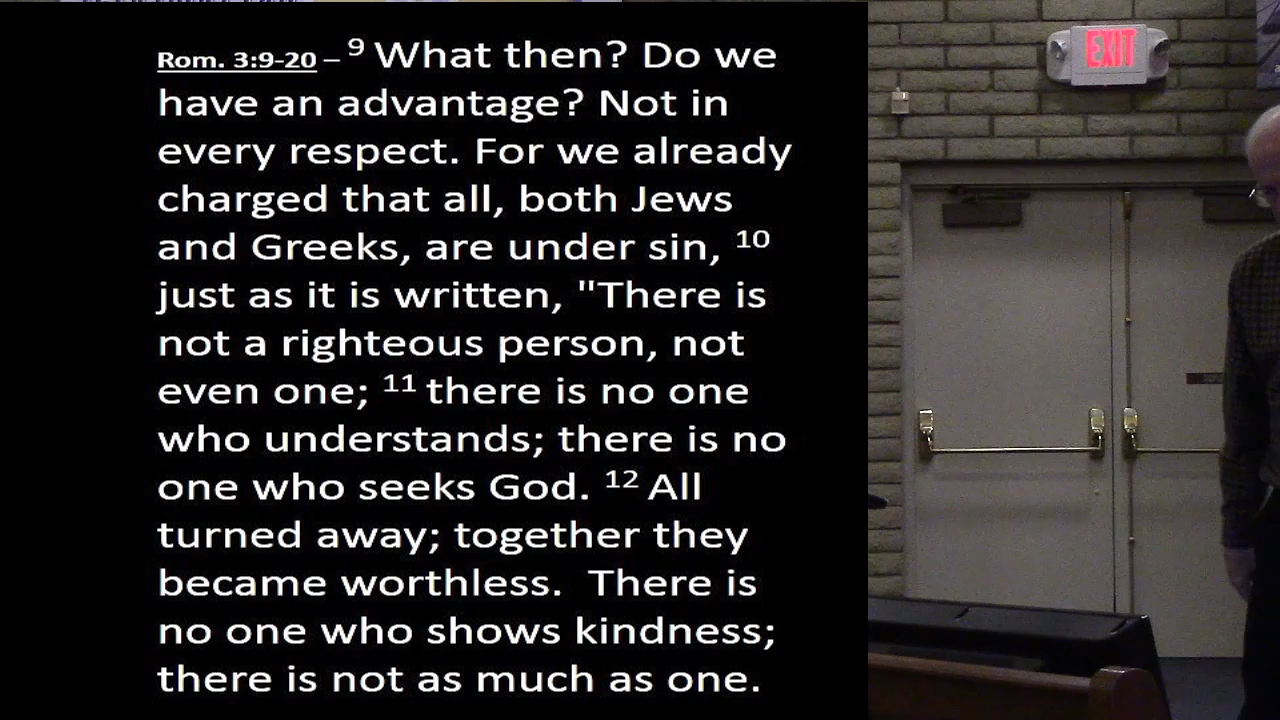 Rom. 3:9-20 – 9 What then? Do we
have an advantage? Not in
every respect. For we already
charged that all, both Jews
and Greeks, are under sin, 10
just as it is written, "There is
not a righteous person, not
even one; 11 there is no one
who understands; there is no
one who seeks God. 12 All
turned away; together they
became worthless.  There is
no one who shows kindness;
there is not as much as one.
EXIT